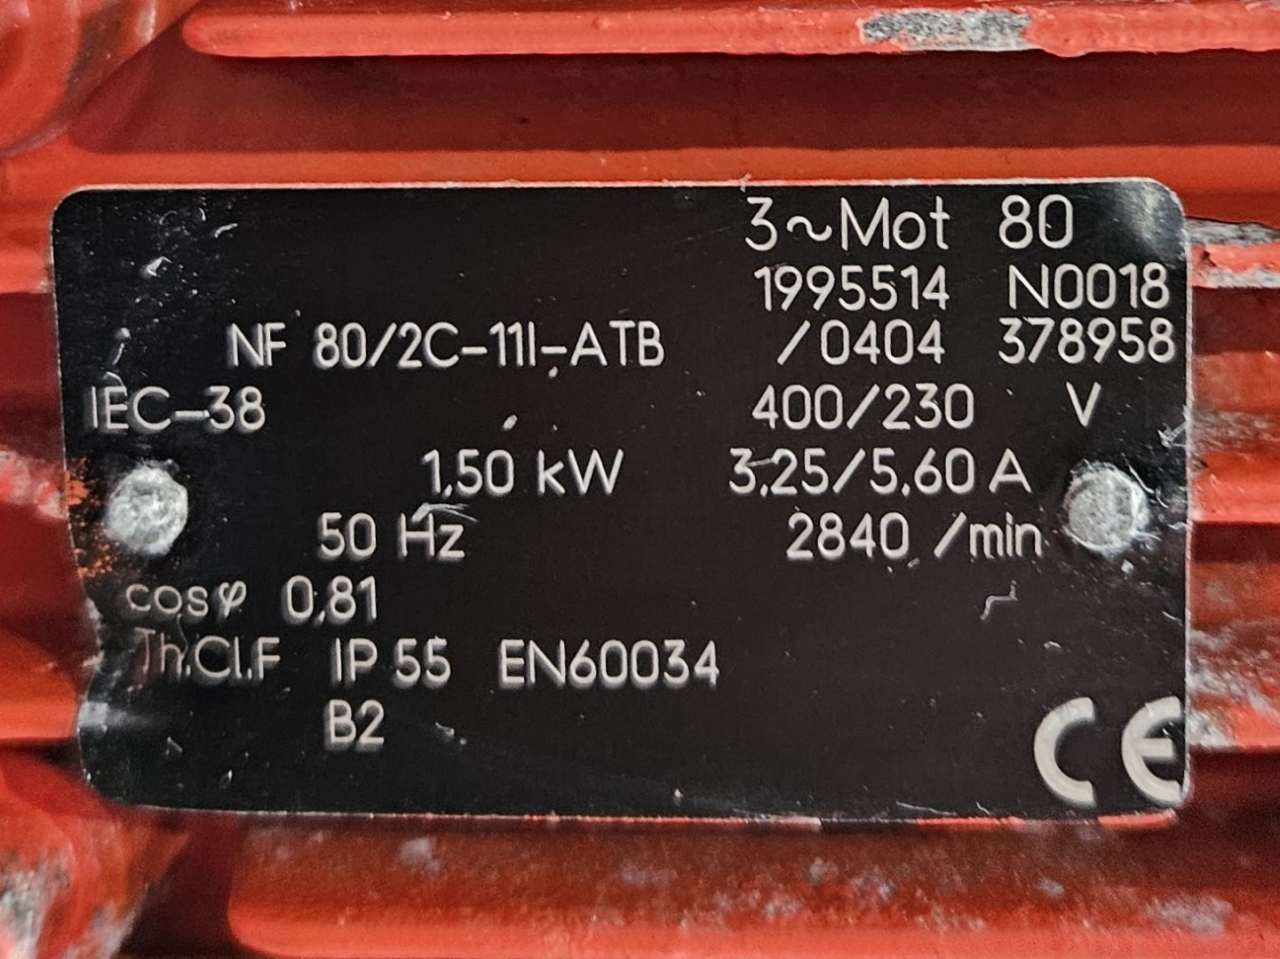 3~Mot 80
1995514 N0018
NF 80/2C-11I-ATB /0404 378958
IEC-38 400/230 V
1,50 kW 3,25/5,60 A
50 Hz 2840 /min
cosφ 0,81
Th.Cl.F IP 55 EN60034
B2
CE